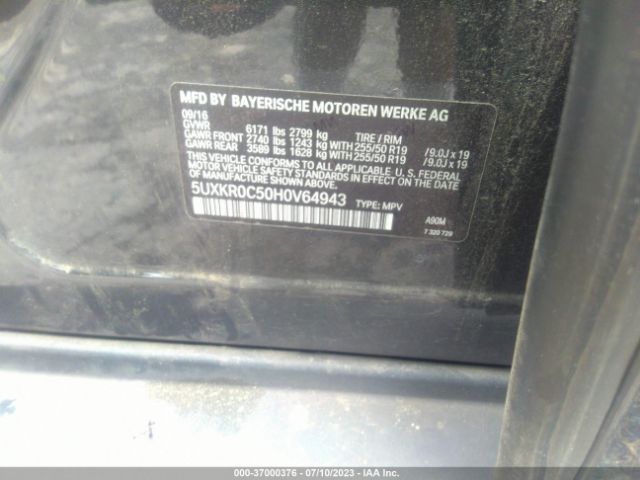 MFD BY BAYERISCHE MOTOREN WERKE AG
09/16
GVWR 6171 lbs 2799 kg TIRE / RIM
GAWR FRONT 2740 lbs 1243 kg WITH 255/50 R19 /9.0J x 19
GAWR REAR 3589 lbs 1628 kg WITH 255/50 R19 /9.0J x 19
THIS VEHICLE CONFORMS TO ALL APPLICABLE U. S. FEDERAL
MOTOR VEHICLE SAFETY STANDARDS IN EFFECT ON THE
DATE OF MANUFACTURE SHOWN ABOVE.
5UXKR0C50H0V64943 TYPE: MPV
A90M
7 320 729
000-37000376 - 07/10/2023 - IAA Inc.